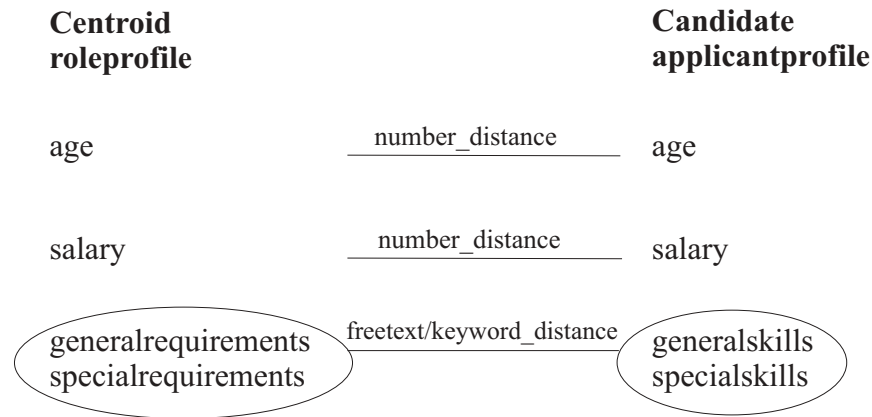 Centroid
roleprofile
Candidate
applicantprofile
age
number_distance
age
salary
number_distance
salary
generalrequirements
specialrequirements
freetext/keyword_distance
generalskills
specialskills